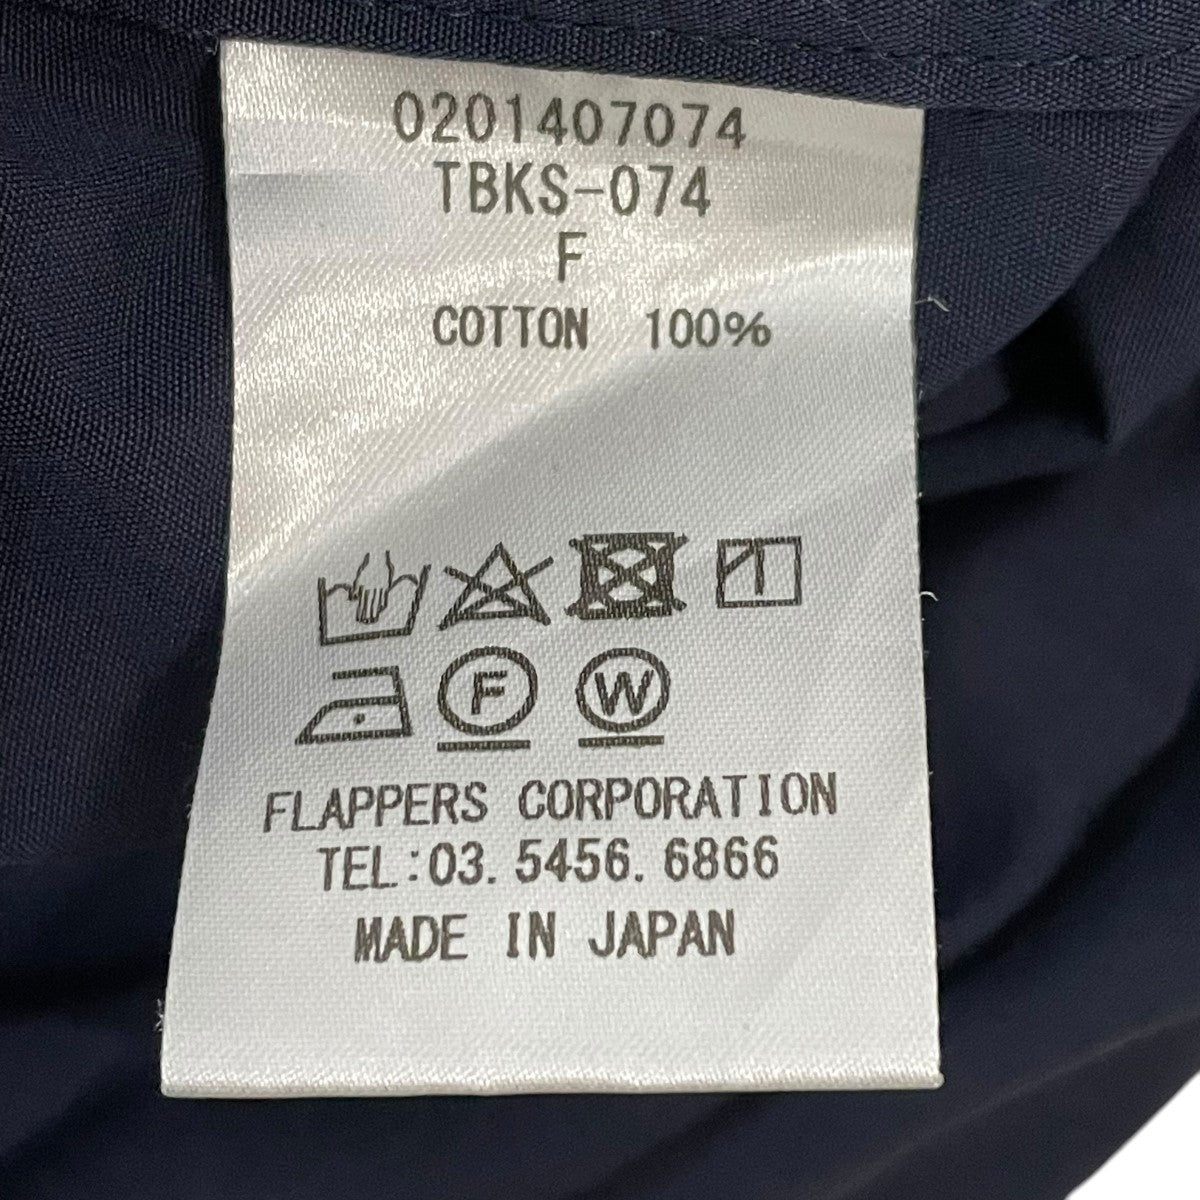 0201407074
TBKS-074
F
COTTON 100%
F W
FLAPPERS CORPORATION
TEL:03. 5456. 6866
MADE IN JAPAN